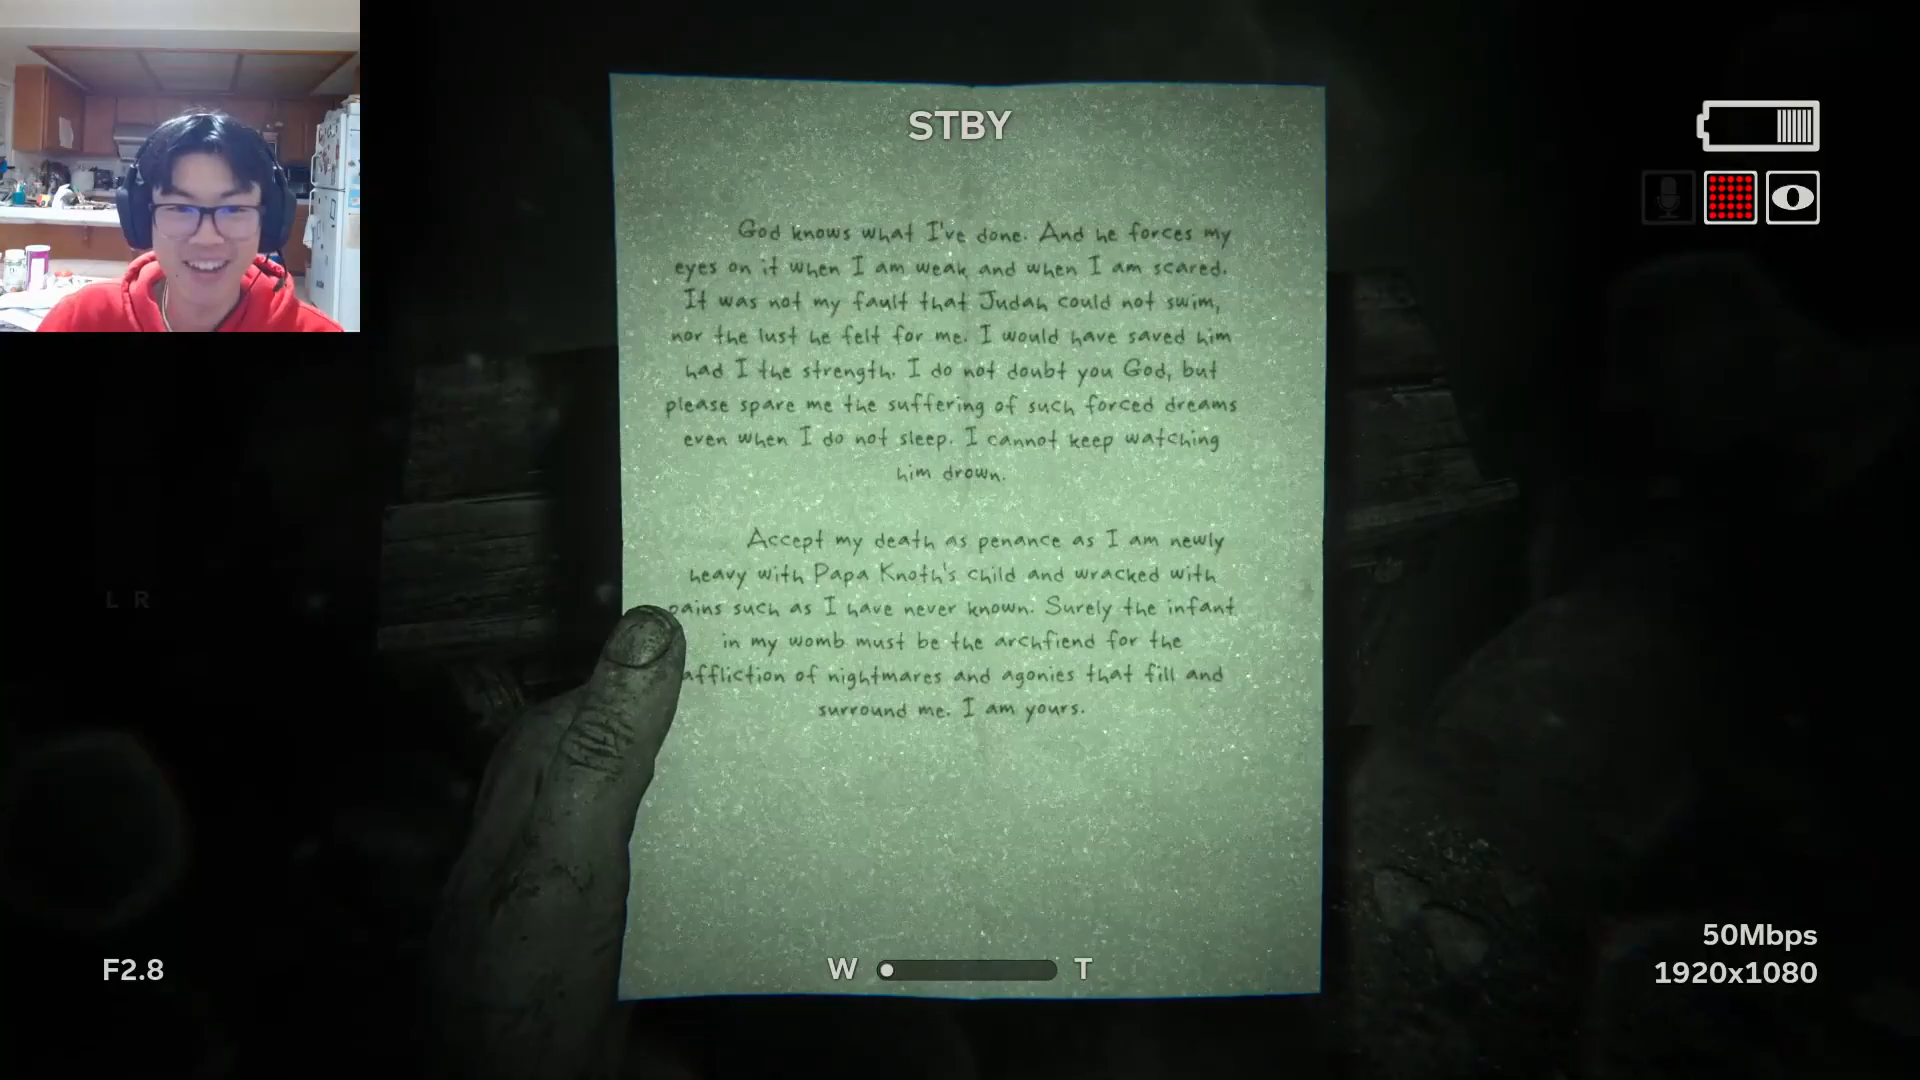 STBY
God knows what I've done. And he forces my
eyes on it when I am weak and when I am scared.
It was not my fault that Judah could not swim,
nor the lust he felt for me. I would have saved him
had I the strength. I do not doubt you God, but
please spare me the suffering of such forced dreams
even when I do not sleep. I cannot keep watching
him drown.
Accept my death as penance as I am newly
heavy with Papa Knoth's child and wracked with
pains such as I have never known. Surely the infant
in my womb must be the archfiend for the
affliction of nightmares and agonies that fill and
surround me. I am yours.
L R
F2.8
W T
50Mbps
1920x1080